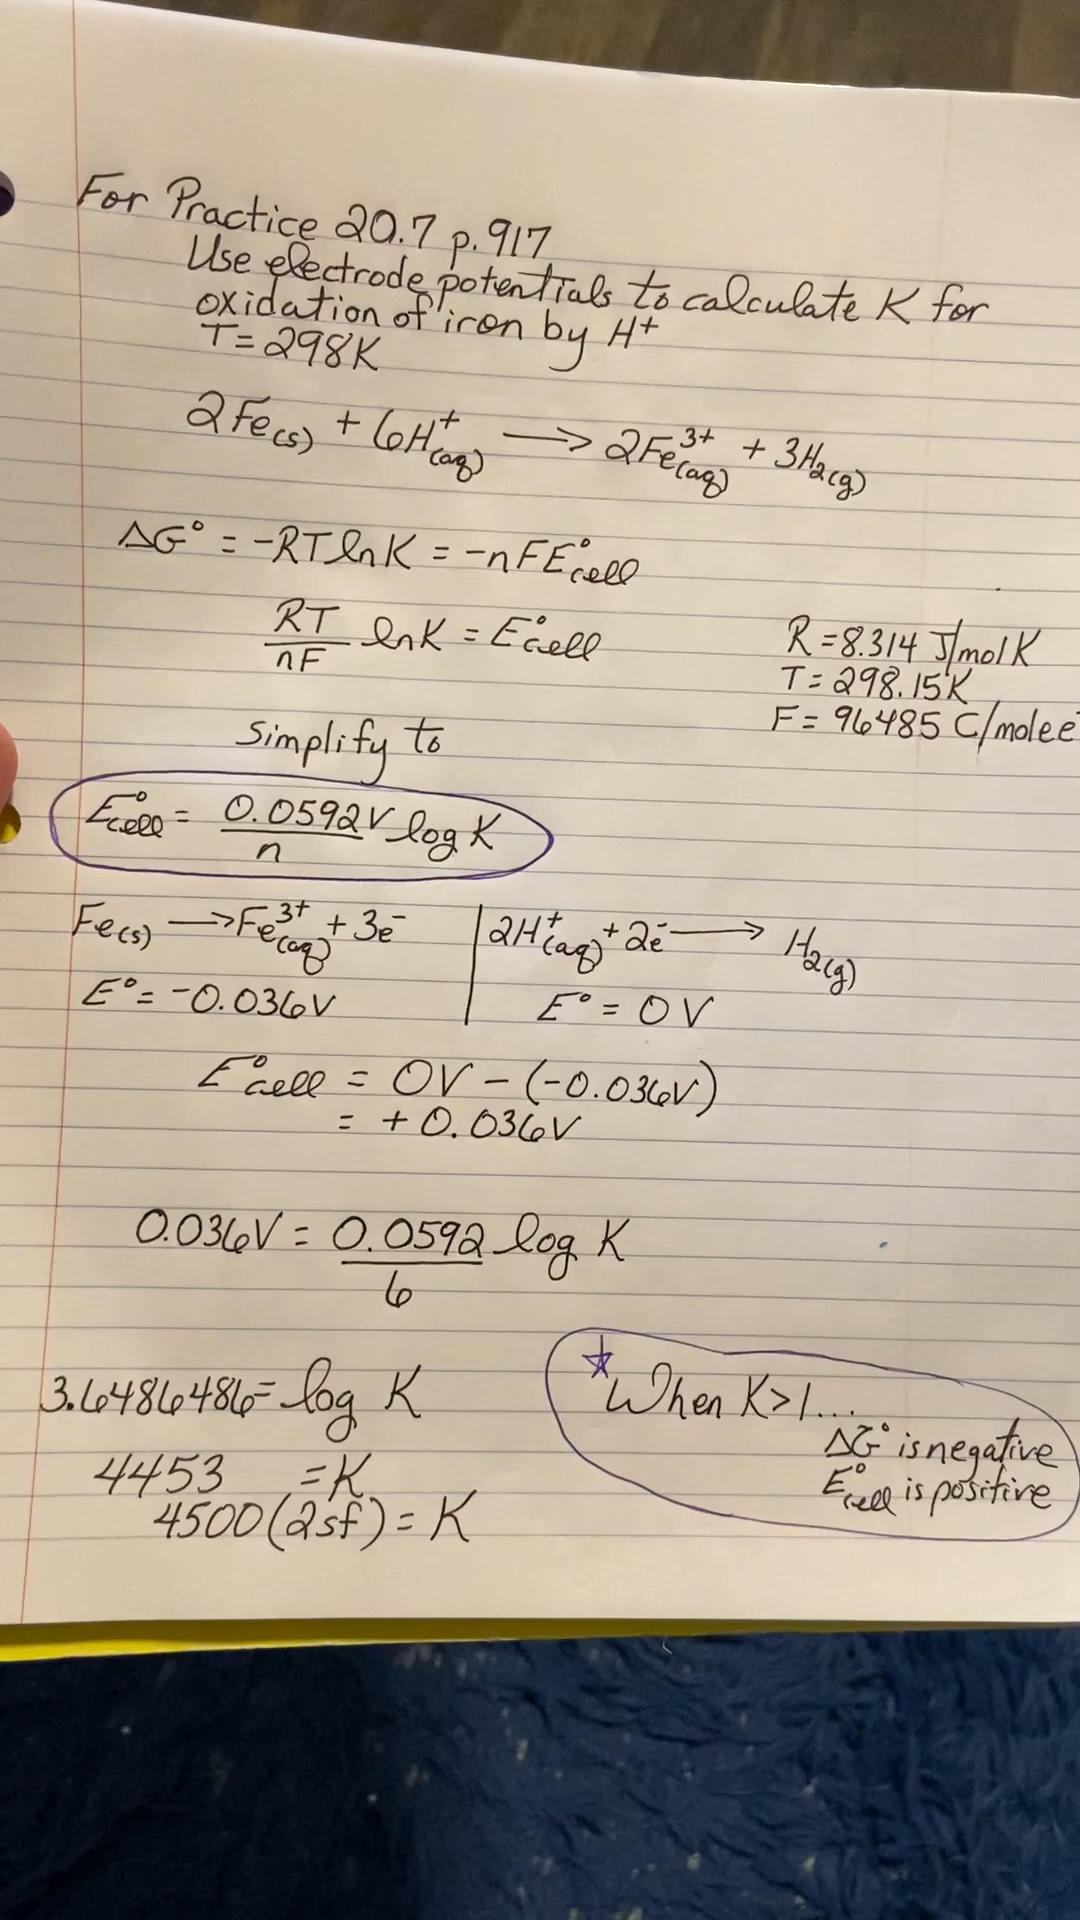 For Practice 20.7 p.917
Use electrode potentials to calculate K for
oxidation of iron by H⁺
T = 298K
2Fe(s) + 6H⁺(aq) ⟶ 2Fe³⁺(aq) + 3H₂(g)
ΔG° = -RT ln K = -nFE°cell
RT/nF ln K = E°cell
R = 8.314 J/mol K
T = 298.15K
F = 96485 C/mole e⁻
Simplify to
E°cell = 0.0592V/n log K
Fe(s) ⟶ Fe³⁺(aq) + 3e⁻ | 2H⁺(aq) + 2e⁻ ⟶ H₂(g)
E° = -0.036V | E° = 0V
E°cell = 0V - (-0.036V)
= +0.036V
0.036V = 0.0592/6 log K
3.6486486 = log K
4453 = K
4500 (2sf) = K
★When K>1...
ΔG° is negative
E°cell is positive